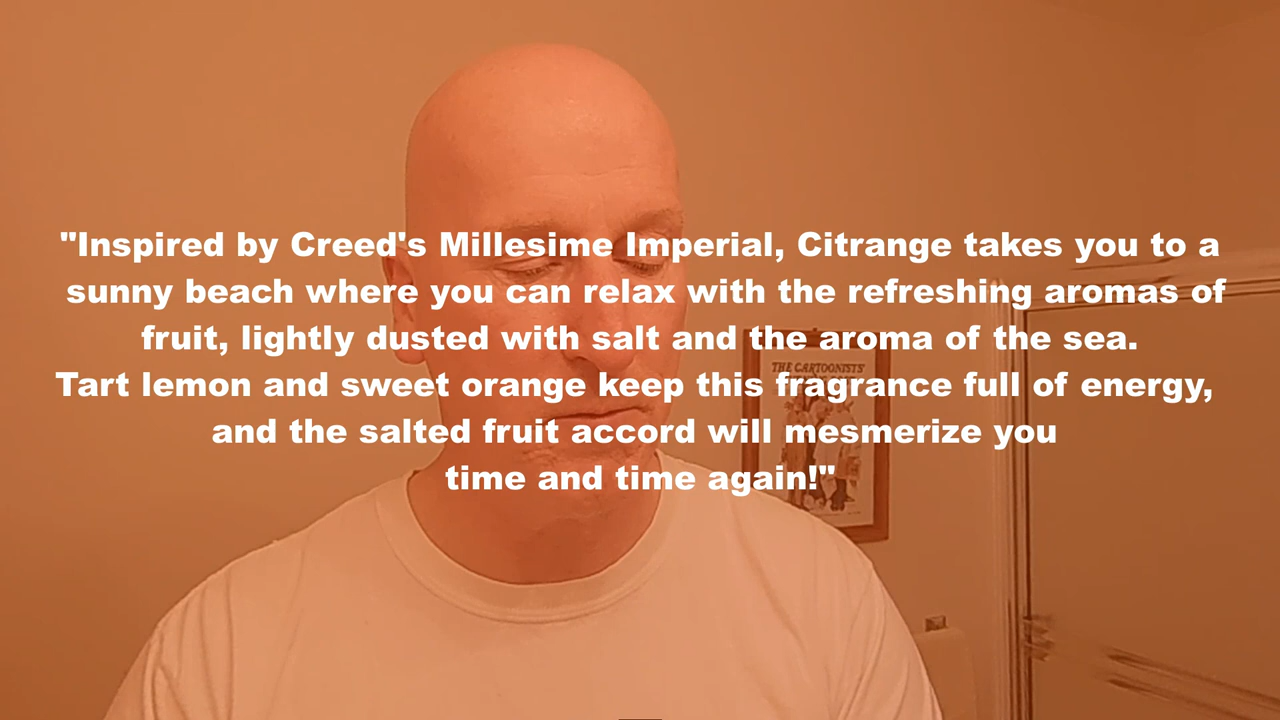 "Inspired by Creed's Millesime Imperial, Citrange takes you to a
sunny beach where you can relax with the refreshing aromas of
fruit, lightly dusted with salt and the aroma of the sea.
Tart lemon and sweet orange keep this fragrance full of energy,
and the salted fruit accord will mesmerize you
time and time again!"
THE CARTOONISTS'